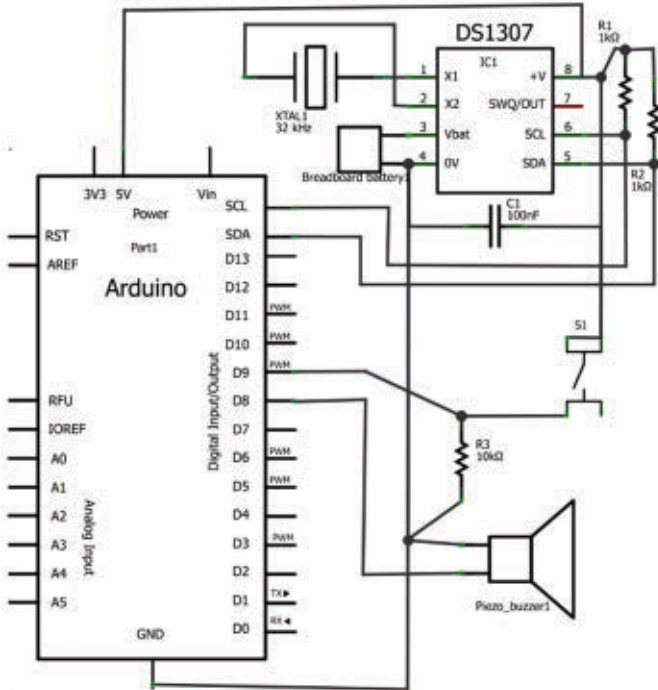 DS1307
IC1
R1
1kΩ
1
X1
+V
8
2
X2
SWQ/OUT
7
3
Vbat
SCL
6
4
0V
SDA
5
XTAL1
32 kHz
Breadboard battery1
R2
1kΩ
C1
100nF
3V3
5V
Vin
Power
Part1
Arduino
RST
AREF
RFU
IOREF
A0
A1
A2
A3
A4
A5
Analog Input
Digital Input/Output
SCL
SDA
D13
D12
D11
PWM
D10
PWM
D9
PWM
D8
D7
D6
PWM
D5
PWM
D4
D3
PWM
D2
D1
TX
D0
RX
GND
S1
R3
10kΩ
Piezo_buzzer1